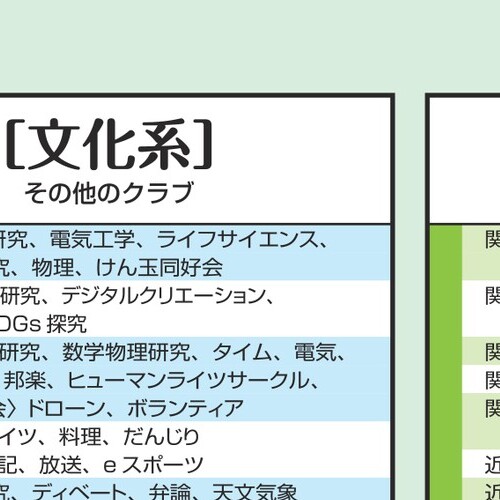 [文化系]
その他のクラブ
研究、電気工学、ライフサイエンス、
究、物理、けん玉同好会
研究、デジタルクリエーション、
DGs 探究
研究、数学物理研究、タイム、電気、
邦楽、ヒューマンライツサークル、
会〉ドローン、ボランティア
イツ、料理、だんじり
記、放送、e スポーツ
究、ディベート、弁論、天文気象
関
関
関
関
関
近
近